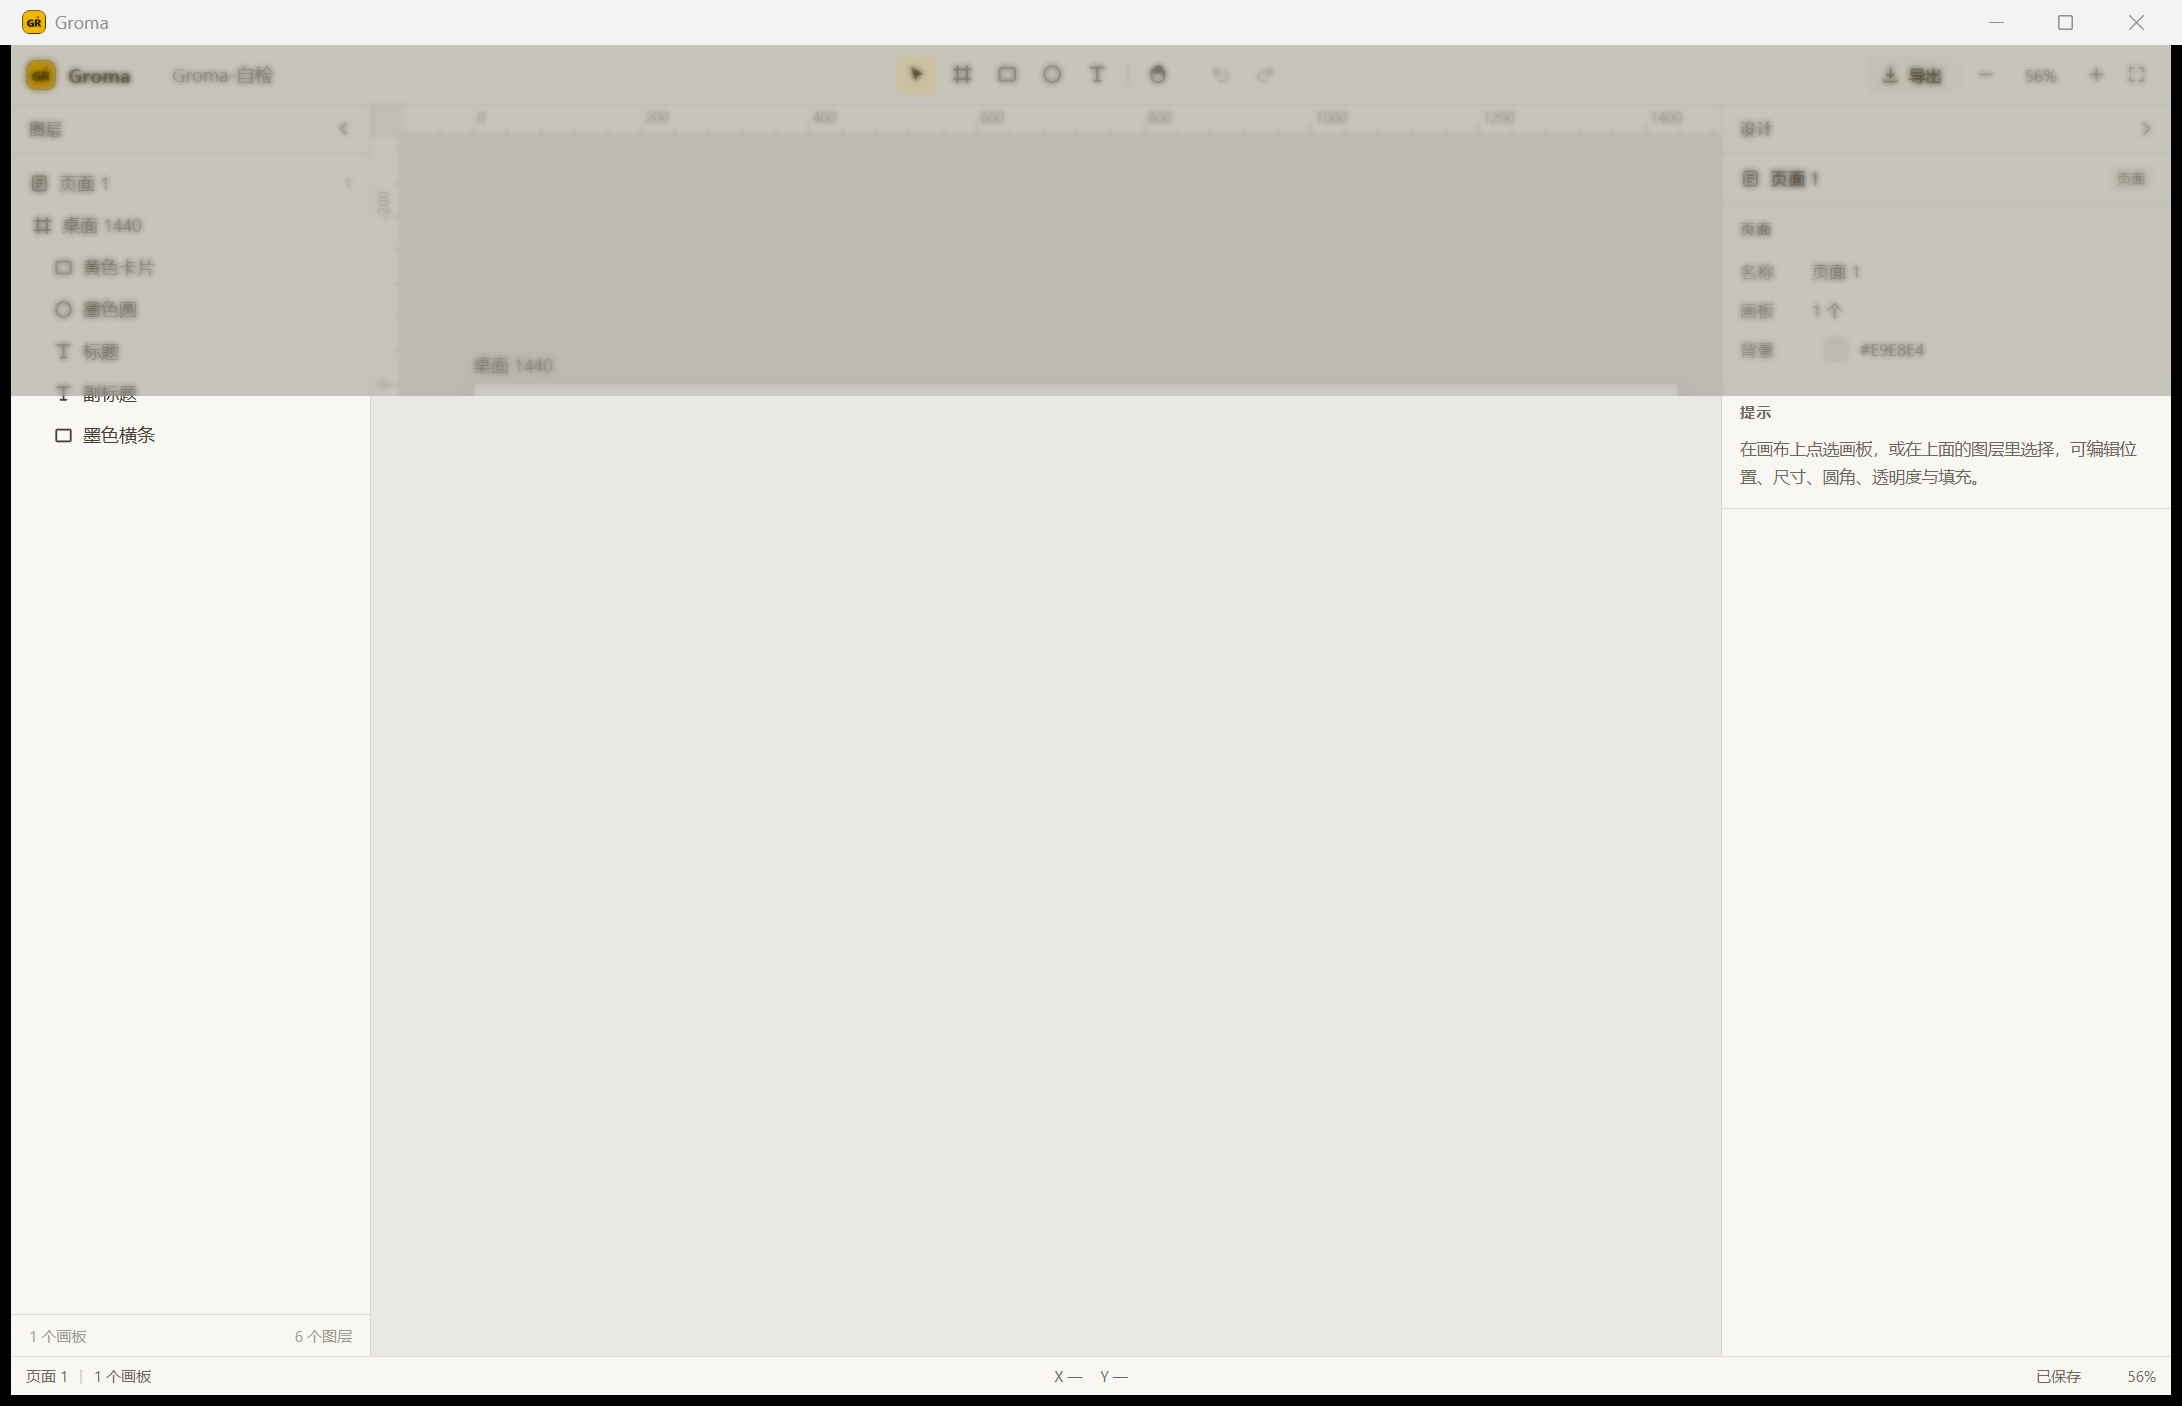 Groma
Groma
Groma-自检
导出
56%
图层
0
200
400
600
800
1000
1200
1400
设计
页面 1
1
页面 1
页面
-200
桌面 1440
页面
黄色卡片
名称
页面 1
墨色圆
画板
1 个
标题
桌面 1440
背景
#E9E8E4
0
副标题
提示
墨色横条
在画布上点选画板，或在上面的图层里选择，可编辑位
置、尺寸、圆角、透明度与填充。
1 个画板
6 个图层
页面 1
1 个画板
X —
Y —
已保存
56%